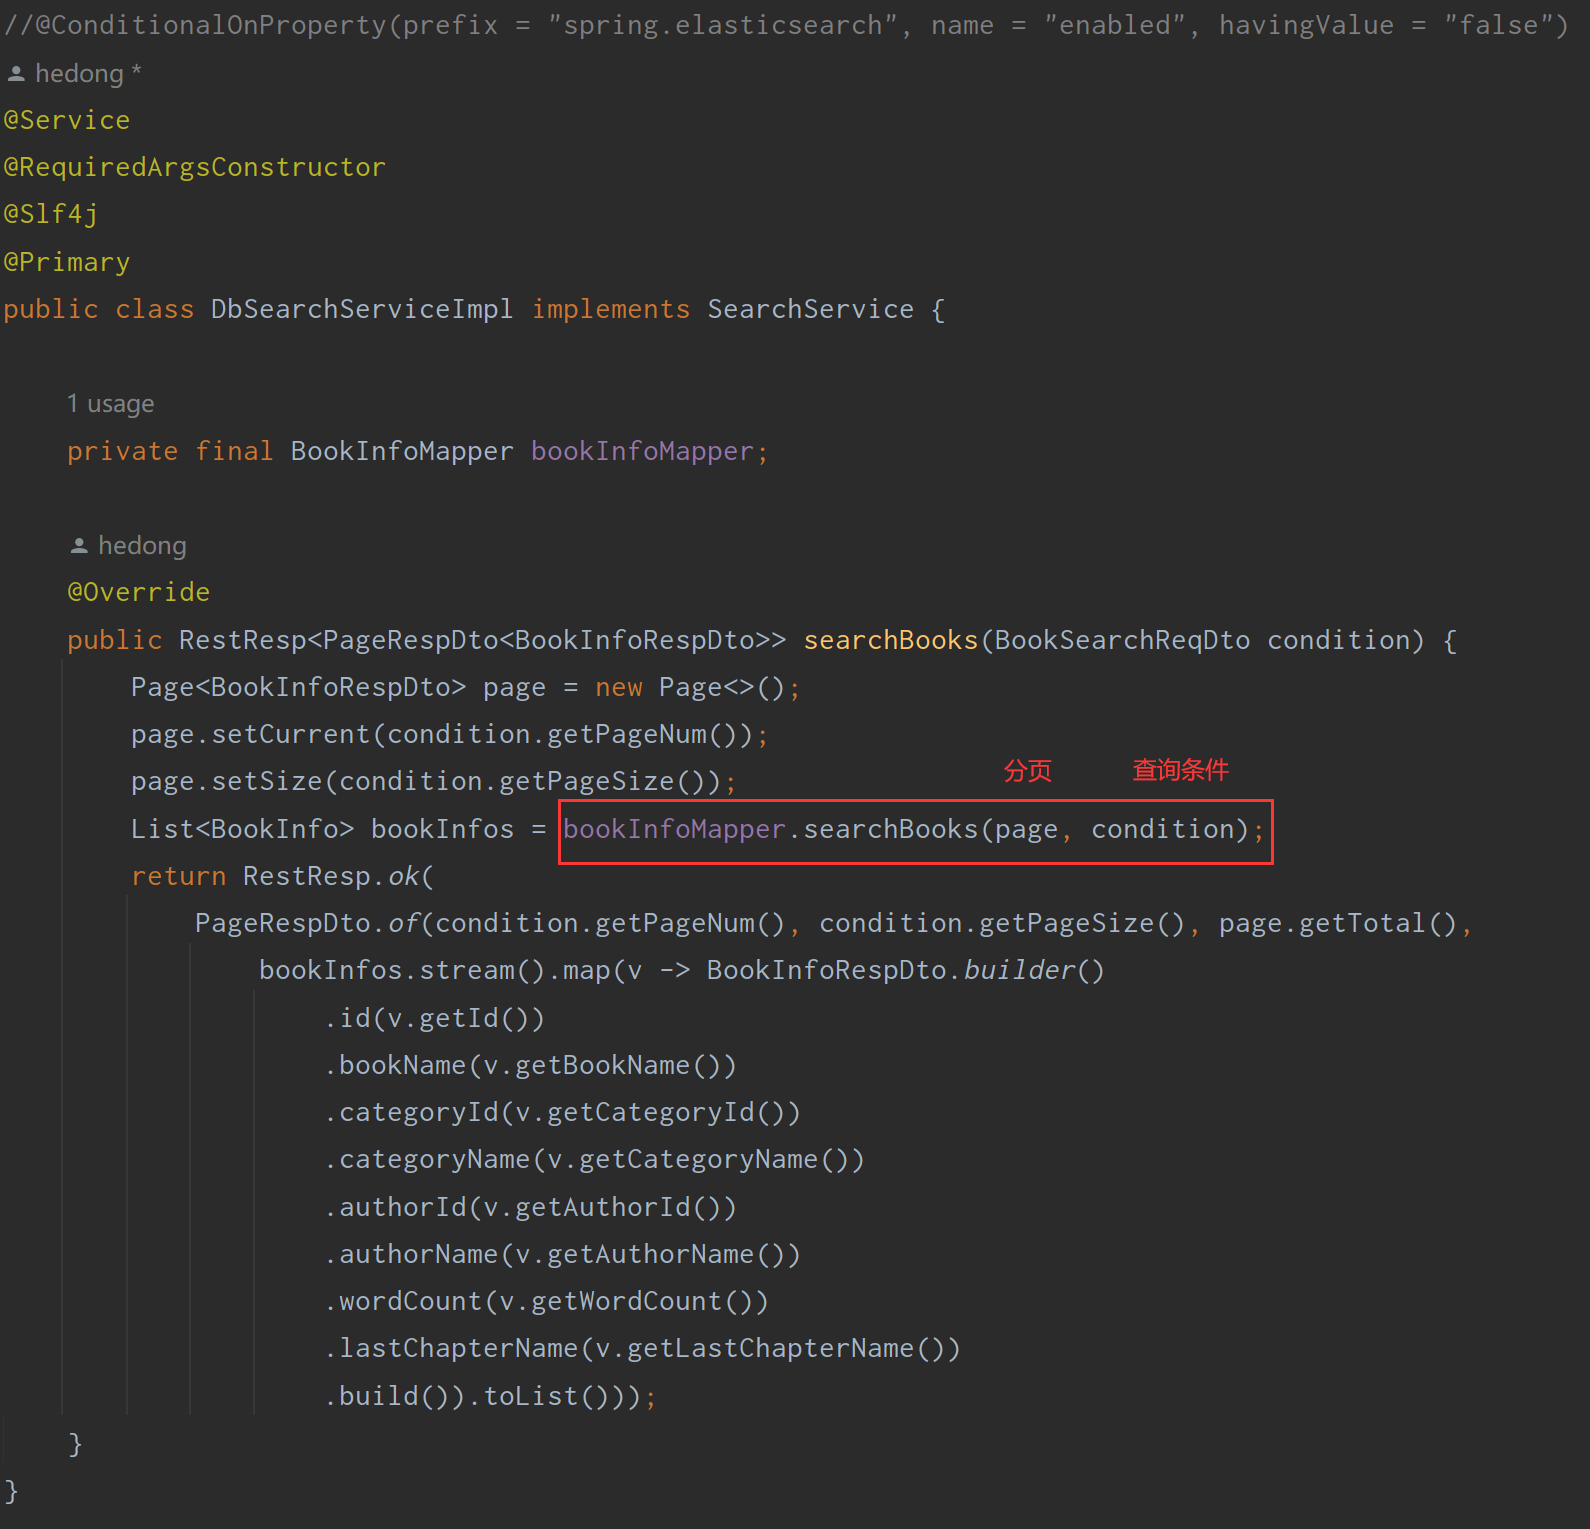 //@ConditionalOnProperty(prefix = "spring.elasticsearch", name = "enabled", havingValue = "false")
hedong *
@Service
@RequiredArgsConstructor
@Slf4j
@Primary
public class DbSearchServiceImpl implements SearchService {
1 usage
private final BookInfoMapper bookInfoMapper;
hedong
@Override
public RestResp<PageRespDto<BookInfoRespDto>> searchBooks(BookSearchReqDto condition) {
Page<BookInfoRespDto> page = new Page<>();
page.setCurrent(condition.getPageNum());
page.setSize(condition.getPageSize());
分页 查询条件
List<BookInfo> bookInfos = bookInfoMapper.searchBooks(page, condition);
return RestResp.ok(
PageRespDto.of(condition.getPageNum(), condition.getPageSize(), page.getTotal(),
bookInfos.stream().map(v -> BookInfoRespDto.builder()
.id(v.getId())
.bookName(v.getBookName())
.categoryId(v.getCategoryId())
.categoryName(v.getCategoryName())
.authorId(v.getAuthorId())
.authorName(v.getAuthorName())
.wordCount(v.getWordCount())
.lastChapterName(v.getLastChapterName())
.build()).toList()));
}
}